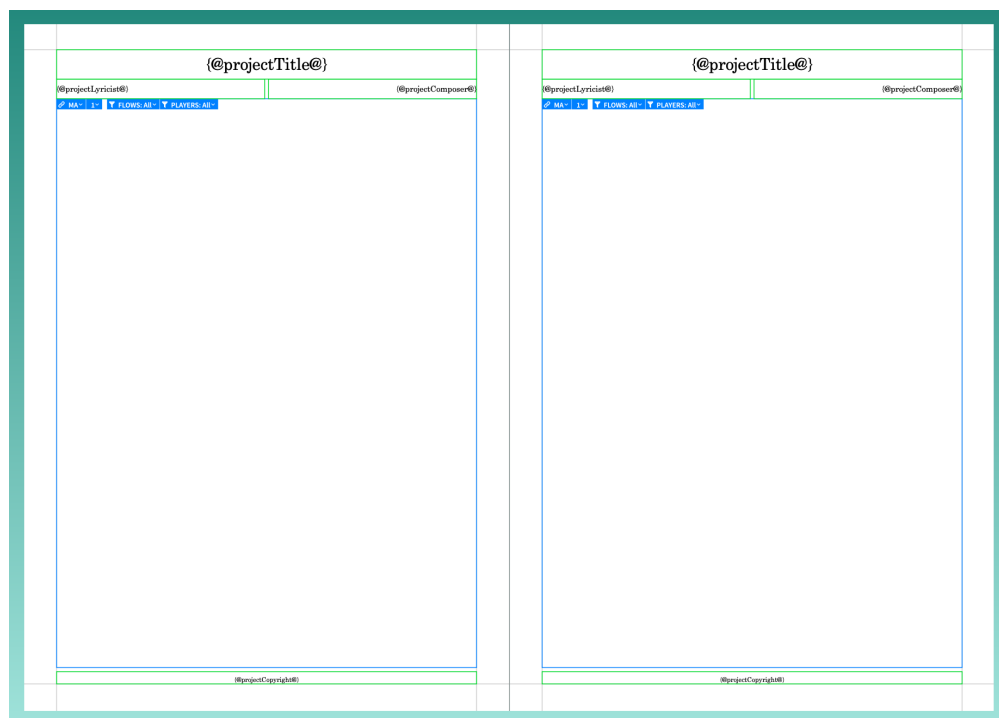 {@projectTitle@}
{@projectLyricist@}
{@projectComposer@}
MA 1 FLOWS: All PLAYERS: All
{@projectCopyright@}
{@projectTitle@}
{@projectLyricist@}
{@projectComposer@}
MA 1 FLOWS: All PLAYERS: All
{@projectCopyright@}